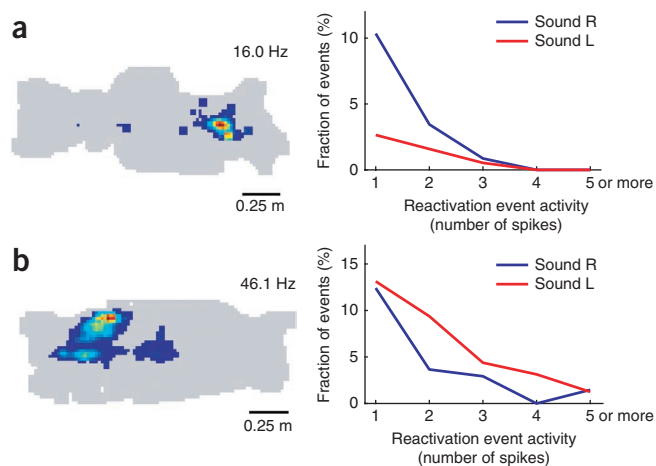 a
16.0 Hz
0.25 m
Fraction of events (%)
10
5
0
Sound R
Sound L
1 2 3 4 5 or more
Reactivation event activity
(number of spikes)
b
46.1 Hz
0.25 m
Fraction of events (%)
15
10
5
0
Sound R
Sound L
1 2 3 4 5 or more
Reactivation event activity
(number of spikes)